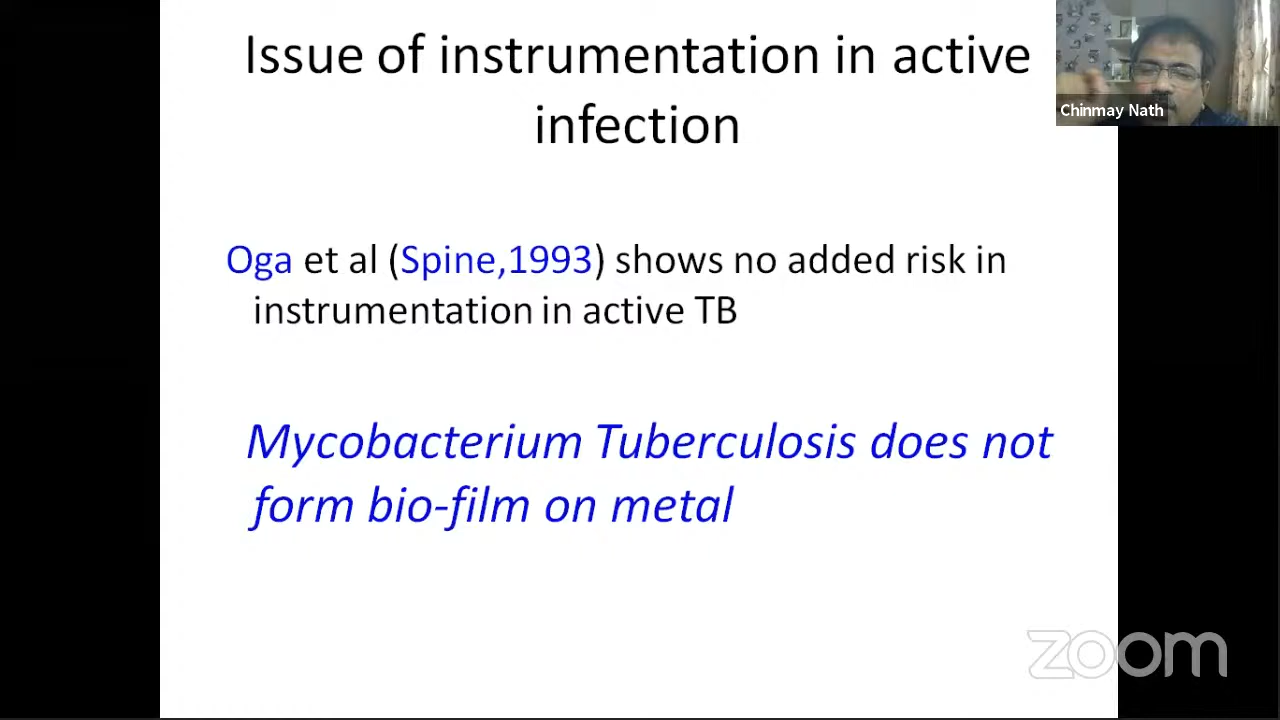 Issue of instrumentation in active
infection
Chinmay Nath
Oga et al (Spine,1993) shows no added risk in
instrumentation in active TB
Mycobacterium Tuberculosis does not
form bio-film on metal
zoom